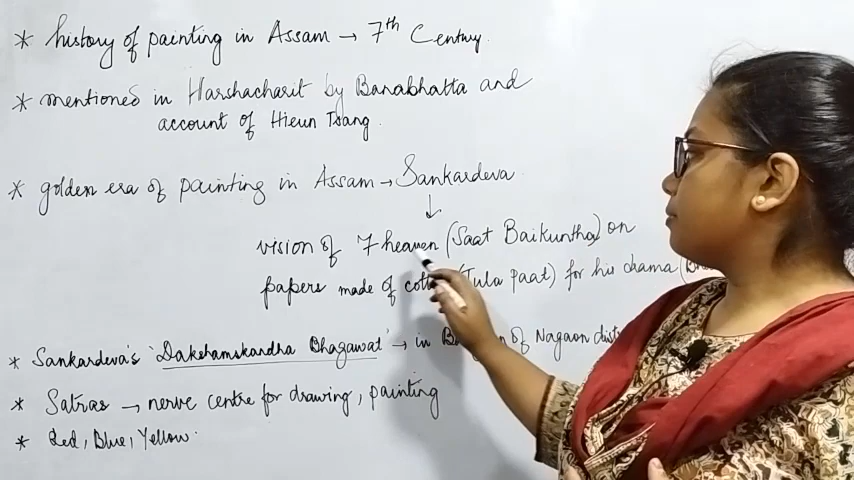 * history of painting in Assam → 7th Century.
* mentioned in Harshacharit by Banabhatta and
account of Hieun Tsang.
* golden era of painting in Assam → Sankardeva
↓
vision of 7 heaven (Saat Baikuntha) on
papers made of (Tula paat) for his drama
* Sankardeva's 'Dakshamskandha Bhagawat' → in of Nagaon
* Satras → nerve centre for drawing, painting
* Red, Blue, Yellow.